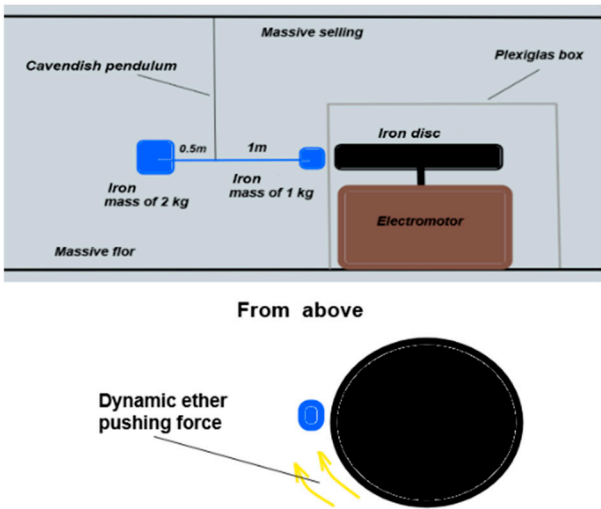 Massive selling
Cavendish pendulum
Plexiglas box
Iron disc
0.5m
1m
Iron
mass of 2 kg
Iron
mass of 1 kg
Electromotor
Massive flor
From above
Dynamic ether
pushing force